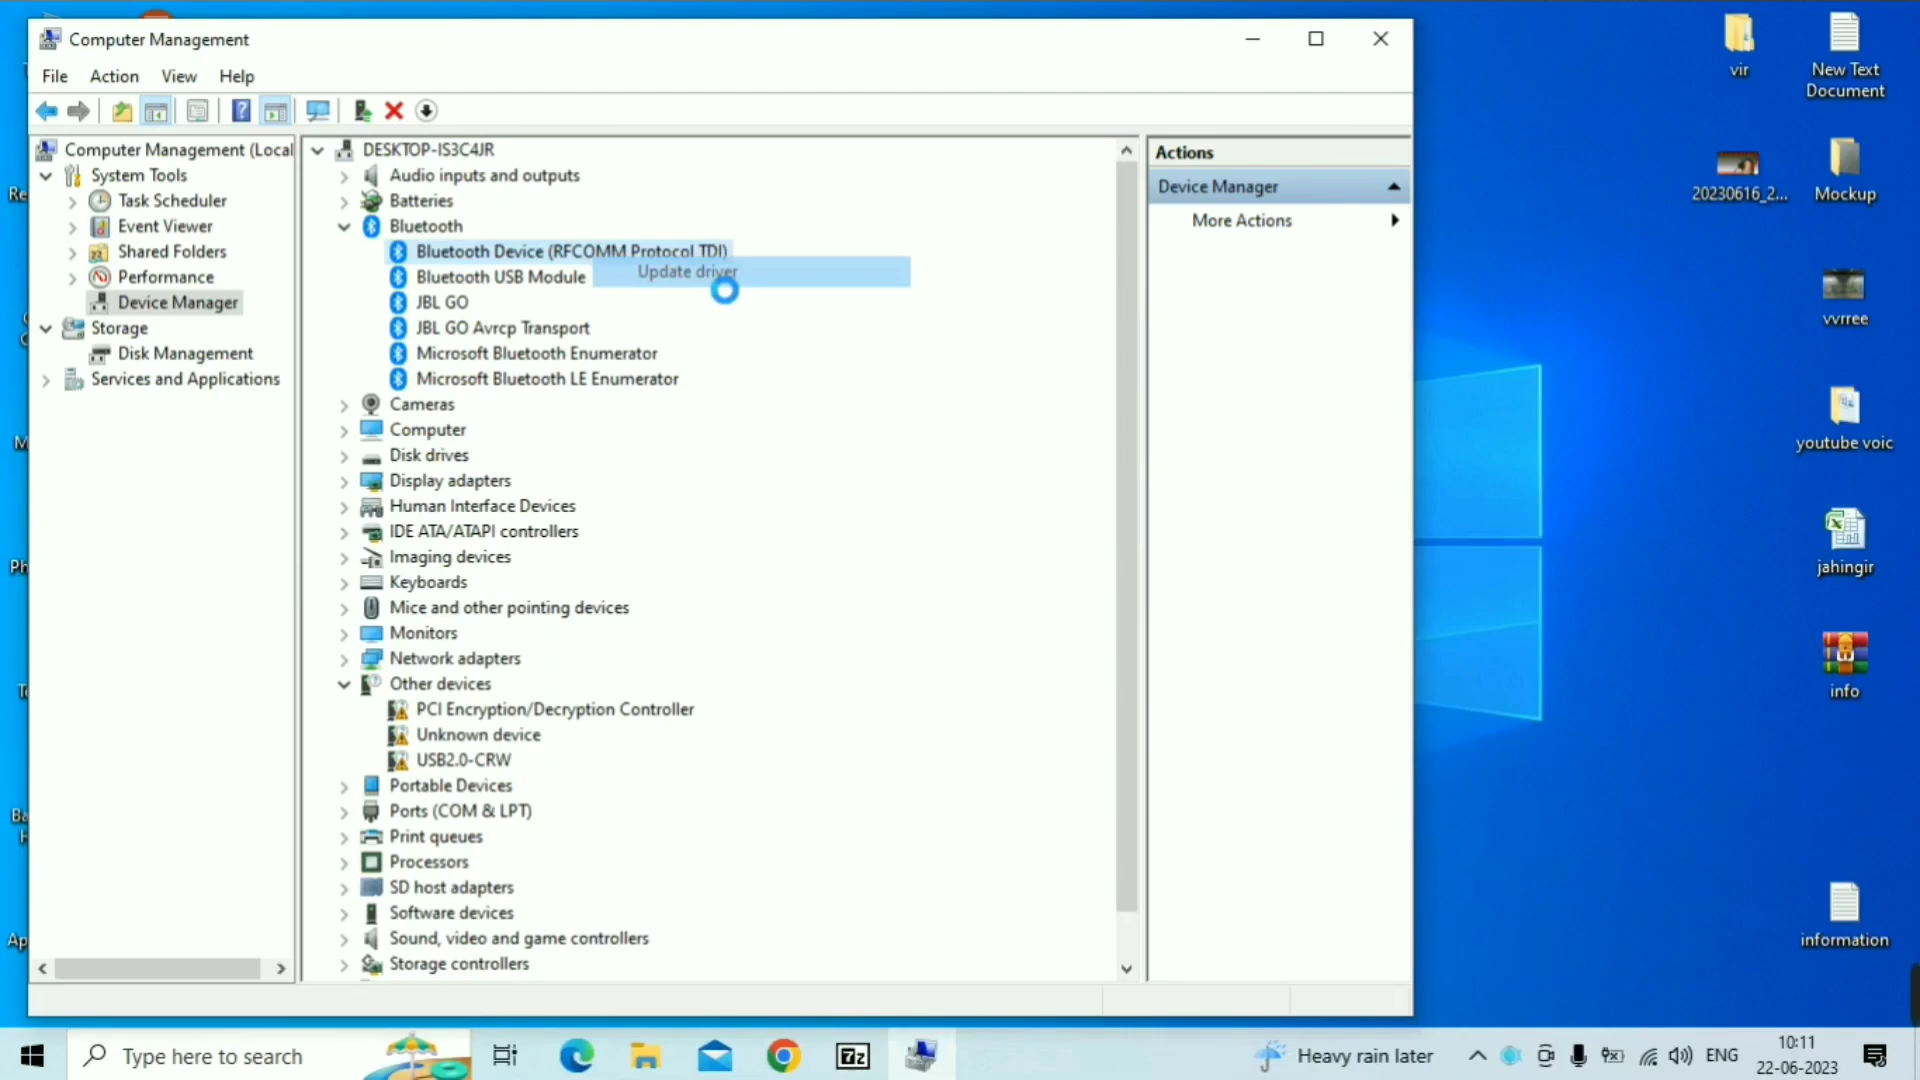 Computer Management
File Action View Help
Computer Management (Local
System Tools
Task Scheduler
Event Viewer
Shared Folders
Performance
Device Manager
Storage
Disk Management
Services and Applications
DESKTOP-IS3C4JR
Audio inputs and outputs
Batteries
Bluetooth
Bluetooth Device (RFCOMM Protocol TDI)
Update driver
Bluetooth USB Module
JBL GO
JBL GO Avrcp Transport
Microsoft Bluetooth Enumerator
Microsoft Bluetooth LE Enumerator
Cameras
Computer
Disk drives
Display adapters
Human Interface Devices
IDE ATA/ATAPI controllers
Imaging devices
Keyboards
Mice and other pointing devices
Monitors
Network adapters
Other devices
PCI Encryption/Decryption Controller
Unknown device
USB2.0-CRW
Portable Devices
Ports (COM & LPT)
Print queues
Processors
SD host adapters
Software devices
Sound, video and game controllers
Storage controllers
Actions
Device Manager
More Actions
vir
New Text
Document
20230616_2...
Mockup
vvrree
youtube voic
jahingir
info
information
Type here to search
7z
Heavy rain later
ENG
10:11
22-06-2023